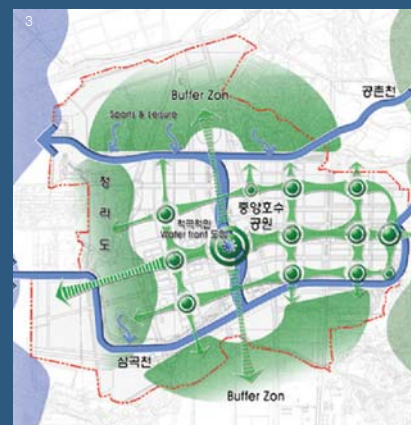 3
Buffer Zon
공촌천
Sports & Leisure
청
라
도
중앙호수
공원
Water front
심곡천
Buffer Zon